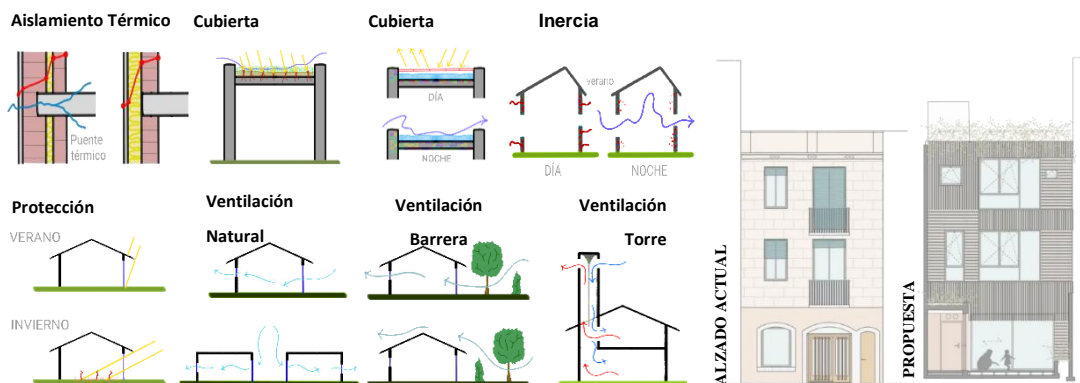 Aislamiento Térmico
Cubierta
Cubierta
Inercia
Puente
térmico
DÍA
NOCHE
verano
DÍA
NOCHE
Protección
VERANO
INVIERNO
Ventilación
Natural
Ventilación
Barrera
Ventilación
Torre
ALZADO ACTUAL
PROPUESTA